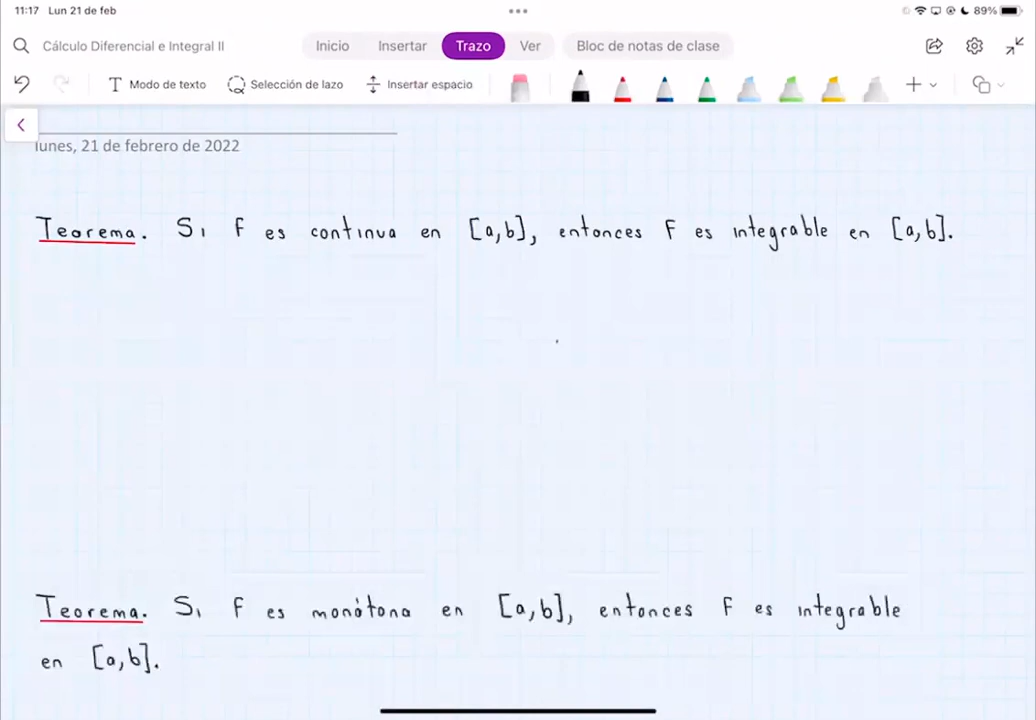 11:17 Lun 21 de feb
89%
Cálculo Diferencial e Integral II
Inicio Insertar Trazo Ver Bloc de notas de clase
Modo de texto Selección de lazo Insertar espacio
lunes, 21 de febrero de 2022
Teorema. Si f es continua en [a,b], entonces f es integrable en [a,b].
Teorema. Si f es monótona en [a,b], entonces f es integrable
en [a,b].